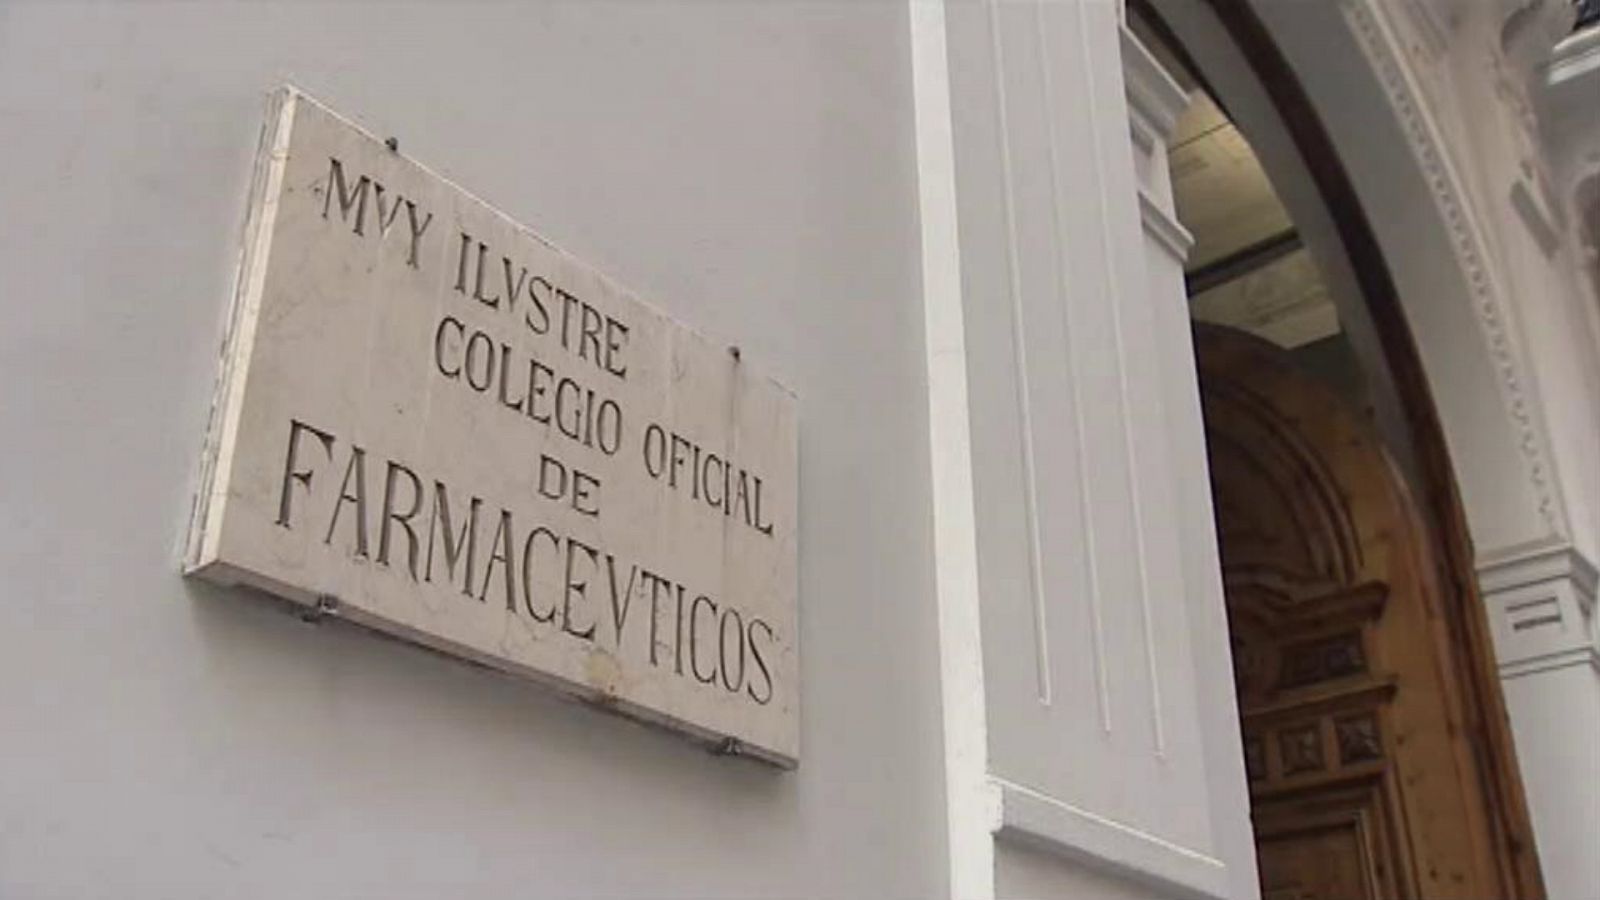 MVY ILVSTRE
COLEGIO OFICIAL
DE
FARMACEVTICOS